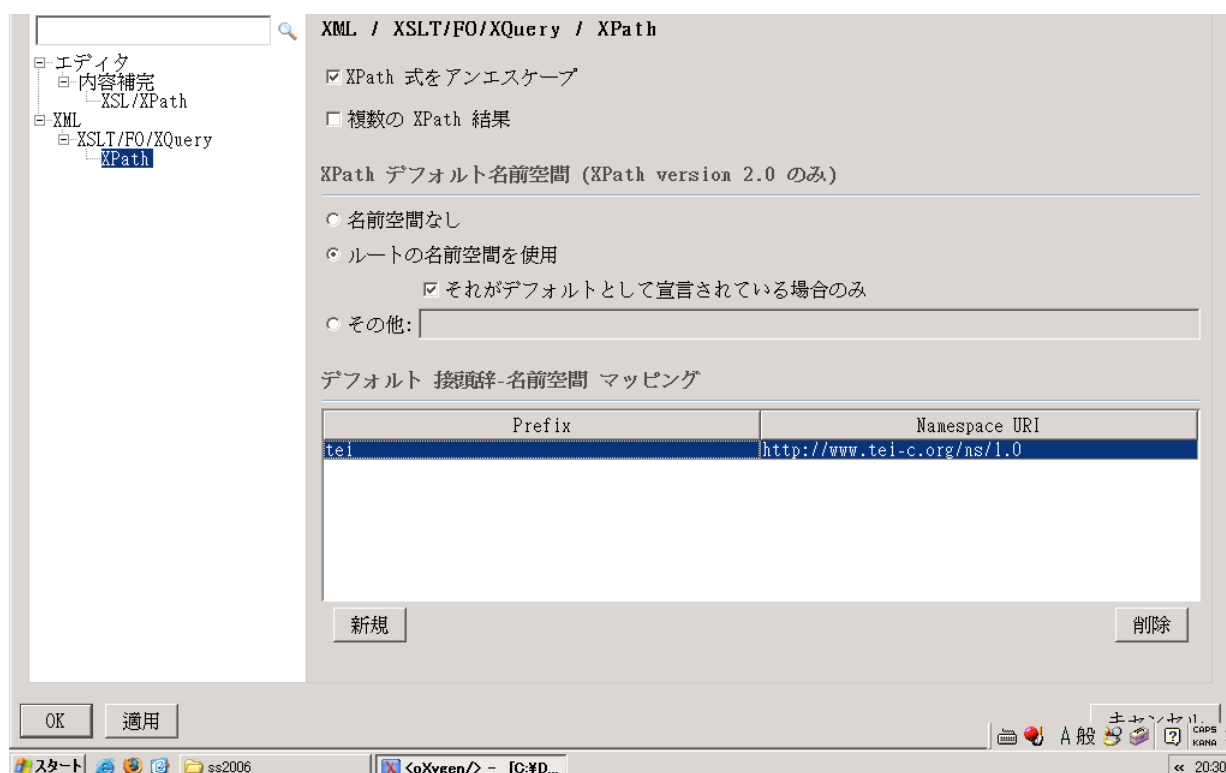 XML / XSLT/FO/XQuery / XPath
エディタ
内容補完
XSL/XPath
XML
XSLT/FO/XQuery
XPath
XPath 式をアンエスケープ
複数の XPath 結果
XPath デフォルト名前空間 (XPath version 2.0 のみ)
名前空間なし
ルートの名前空間を使用
それがデフォルトとして宣言されている場合のみ
その他:
デフォルト 接頭辞-名前空間 マッピング
Prefix Namespace URI
tei http://www.tei-c.org/ns/1.0
新規 削除
OK 適用 キャンセル
A 般 CAPS KANA
スタート ss2006 <oXygen/> - [C:¥D... « 20:30